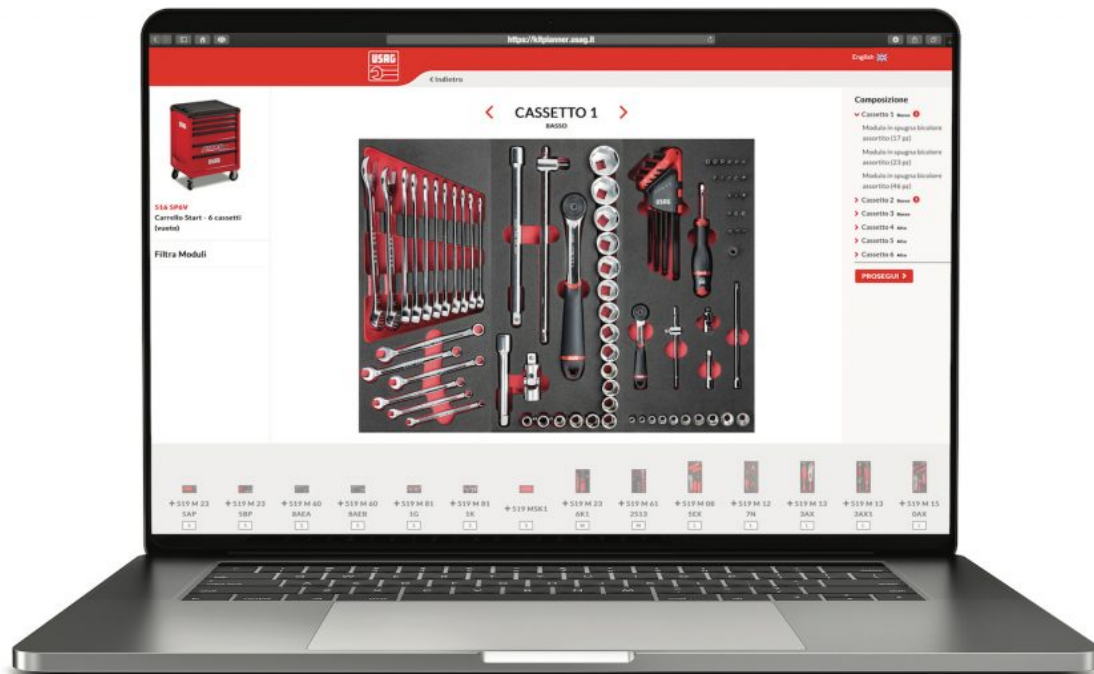 https://kitplanner.usag.it
USAG
English
Indietro
CASSETTO 1
BASSO
516 SP6V
Carrello Start - 6 cassetti
(vuoto)
Filtra Moduli
USAG
Composizione
Cassetto 1 Basso
Modulo in spugna bicolore
assortito (17 pz)
Modulo in spugna bicolore
assortito (23 pz)
Modulo in spugna bicolore
assortito (46 pz)
Cassetto 2 Basso
Cassetto 3 Basso
Cassetto 4 Alto
Cassetto 5 Alto
Cassetto 6 Alto
PROSEGUI
+ 519 M 23
5AP
+ 519 M 23
5BP
+ 519 M 60
8AEA
+ 519 M 60
8AEB
+ 519 M 81
1G
+ 519 M 81
1K
+ 519 MSK1
+ 519 M 23
6K1
+ 519 M 61
2S13
+ 519 M 08
5EX
+ 519 M 12
7N
+ 519 M 13
3AX
+ 519 M 13
3AX1
+ 519 M 15
0AX